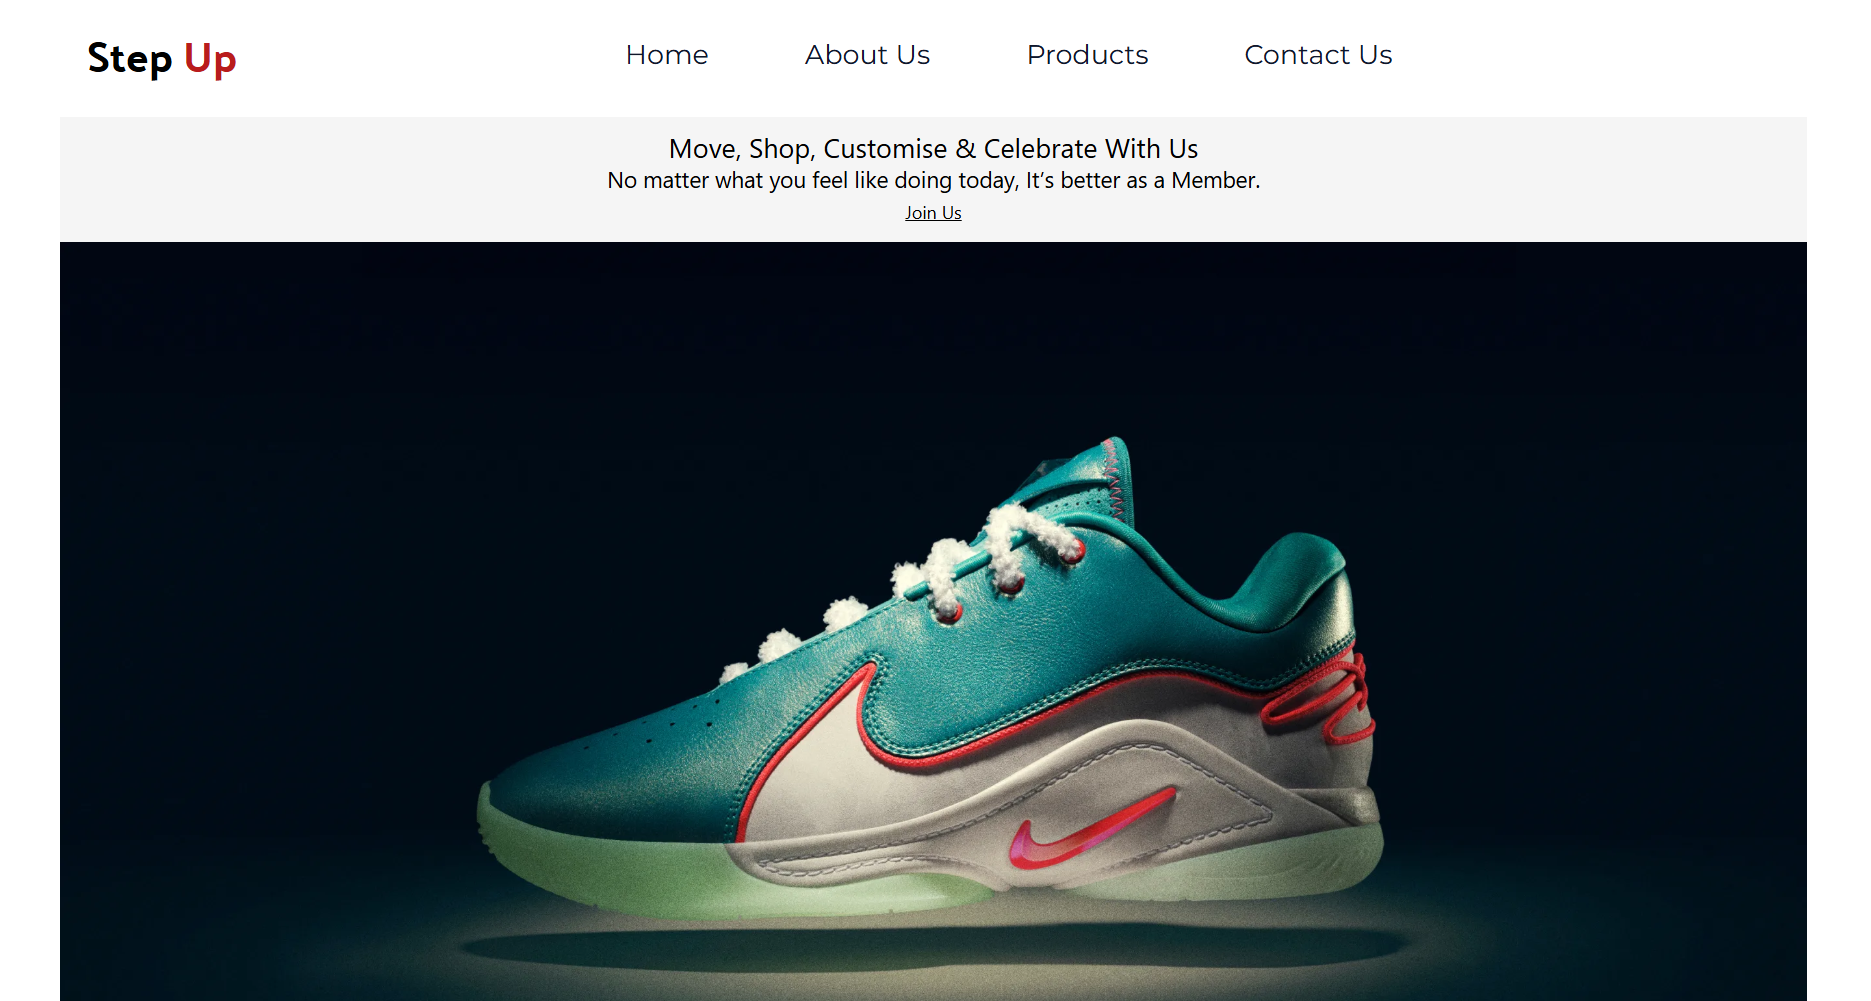 Step Up
Home
About Us
Products
Contact Us
Move, Shop, Customise & Celebrate With Us
No matter what you feel like doing today, It’s better as a Member.
Join Us